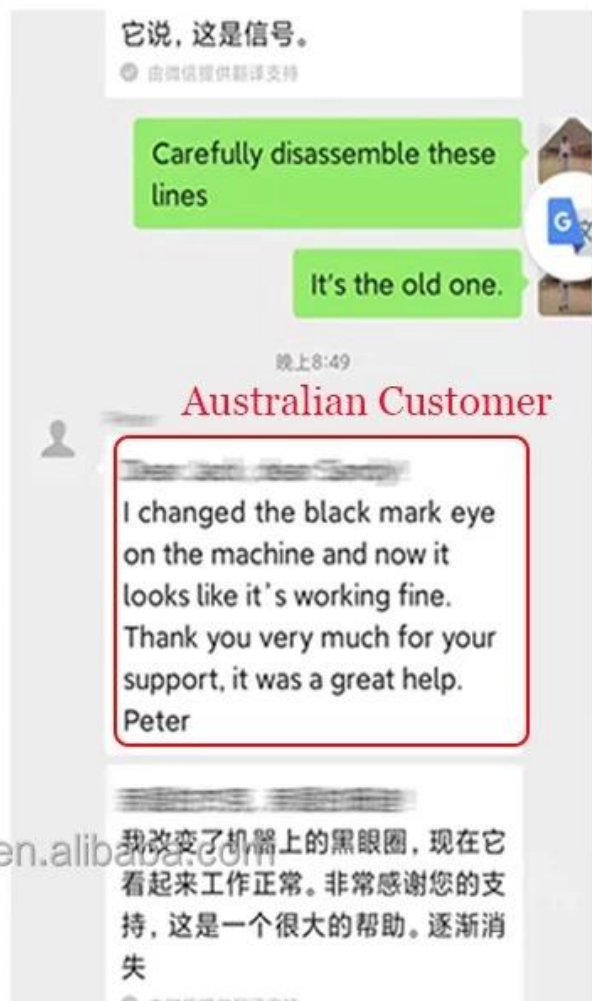 它说，这是信号。
由微信提供翻译支持
Carefully disassemble these
lines
G
It's the old one.
晚上8:49
Australian Customer
I changed the black mark eye
on the machine and now it
looks like it's working fine.
Thank you very much for your
support, it was a great help.
Peter
我改变了机器上的黑眼圈，现在它
en.alibaba.com
看起来工作正常。非常感谢您的支
持，这是一个很大的帮助。逐渐消
失